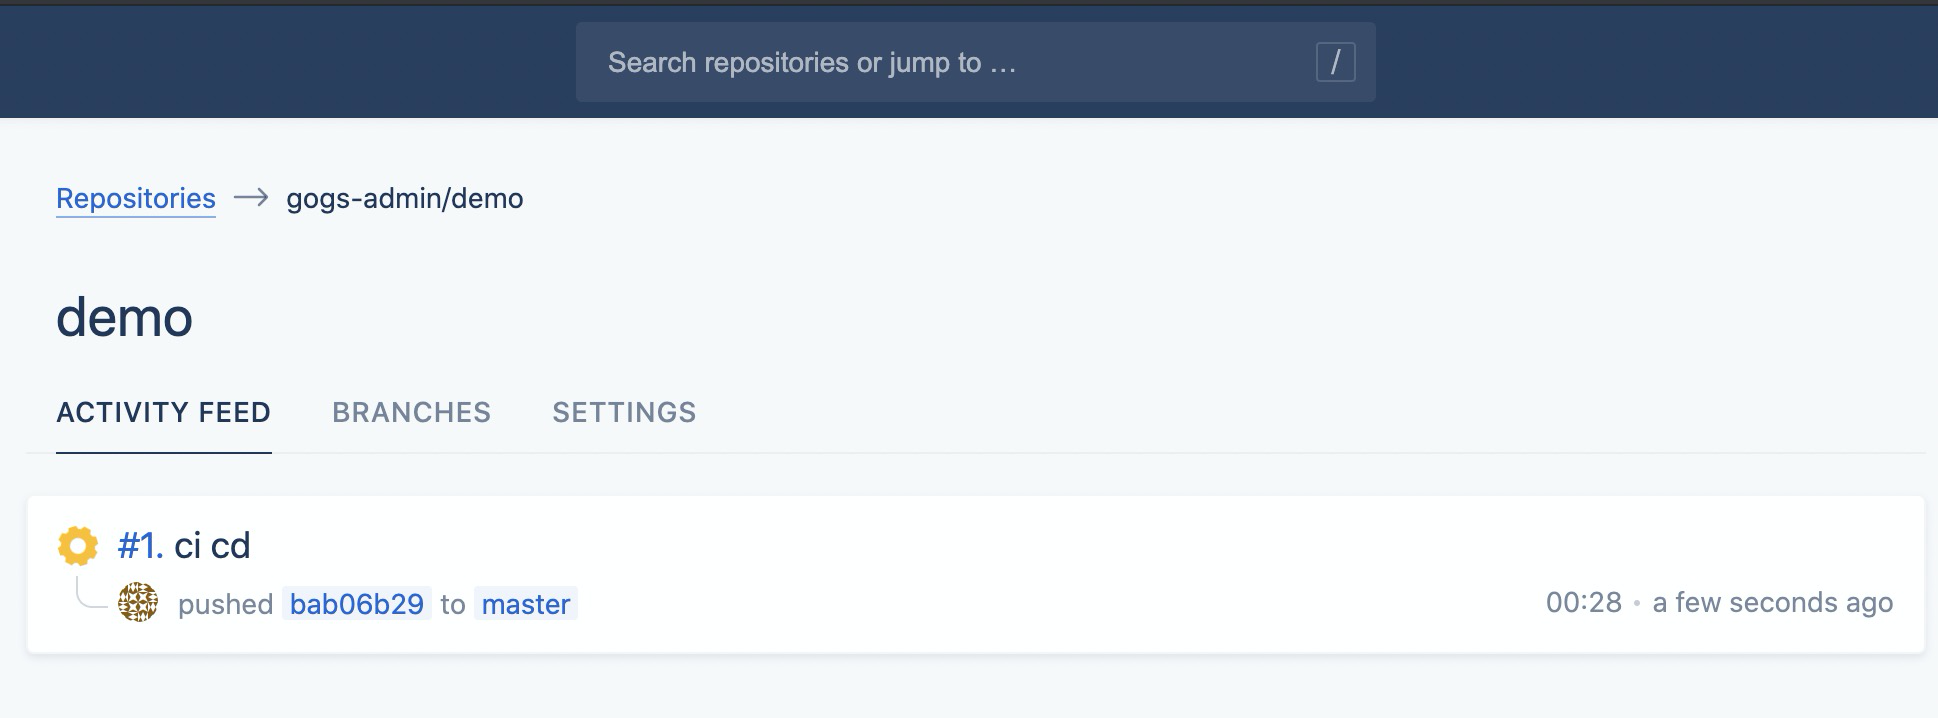 Search repositories or jump to … /
Repositories → gogs-admin/demo
demo
ACTIVITY FEED BRANCHES SETTINGS
#1. ci cd
pushed bab06b29 to master 00:28 • a few seconds ago